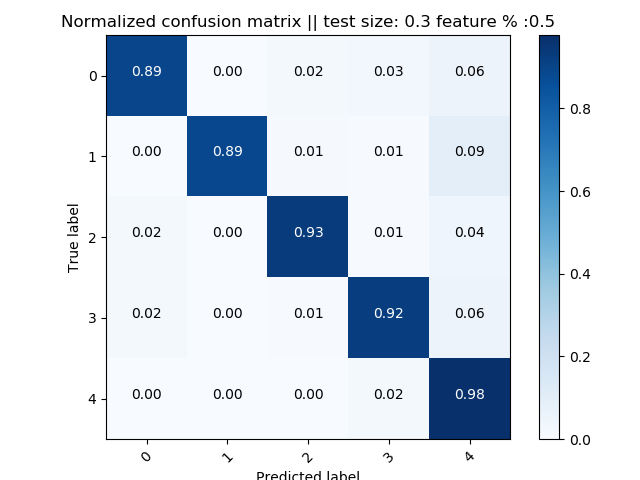 Normalized confusion matrix || test size: 0.3 feature % :0.5
0 0.89 0.00 0.02 0.03 0.06
1 0.00 0.89 0.01 0.01 0.09
2 0.02 0.00 0.93 0.01 0.04
3 0.02 0.00 0.01 0.92 0.06
4 0.00 0.00 0.00 0.02 0.98
0 1 2 3 4
True label
Predicted label
0.8
0.6
0.4
0.2
0.0